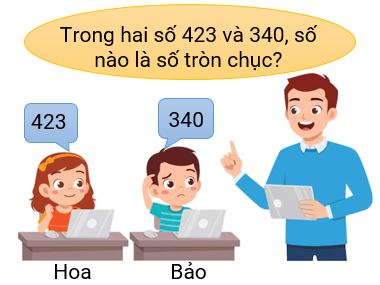 Trong hai số 423 và 340, số
nào là số tròn chục?
423
340
Hoa
Bảo